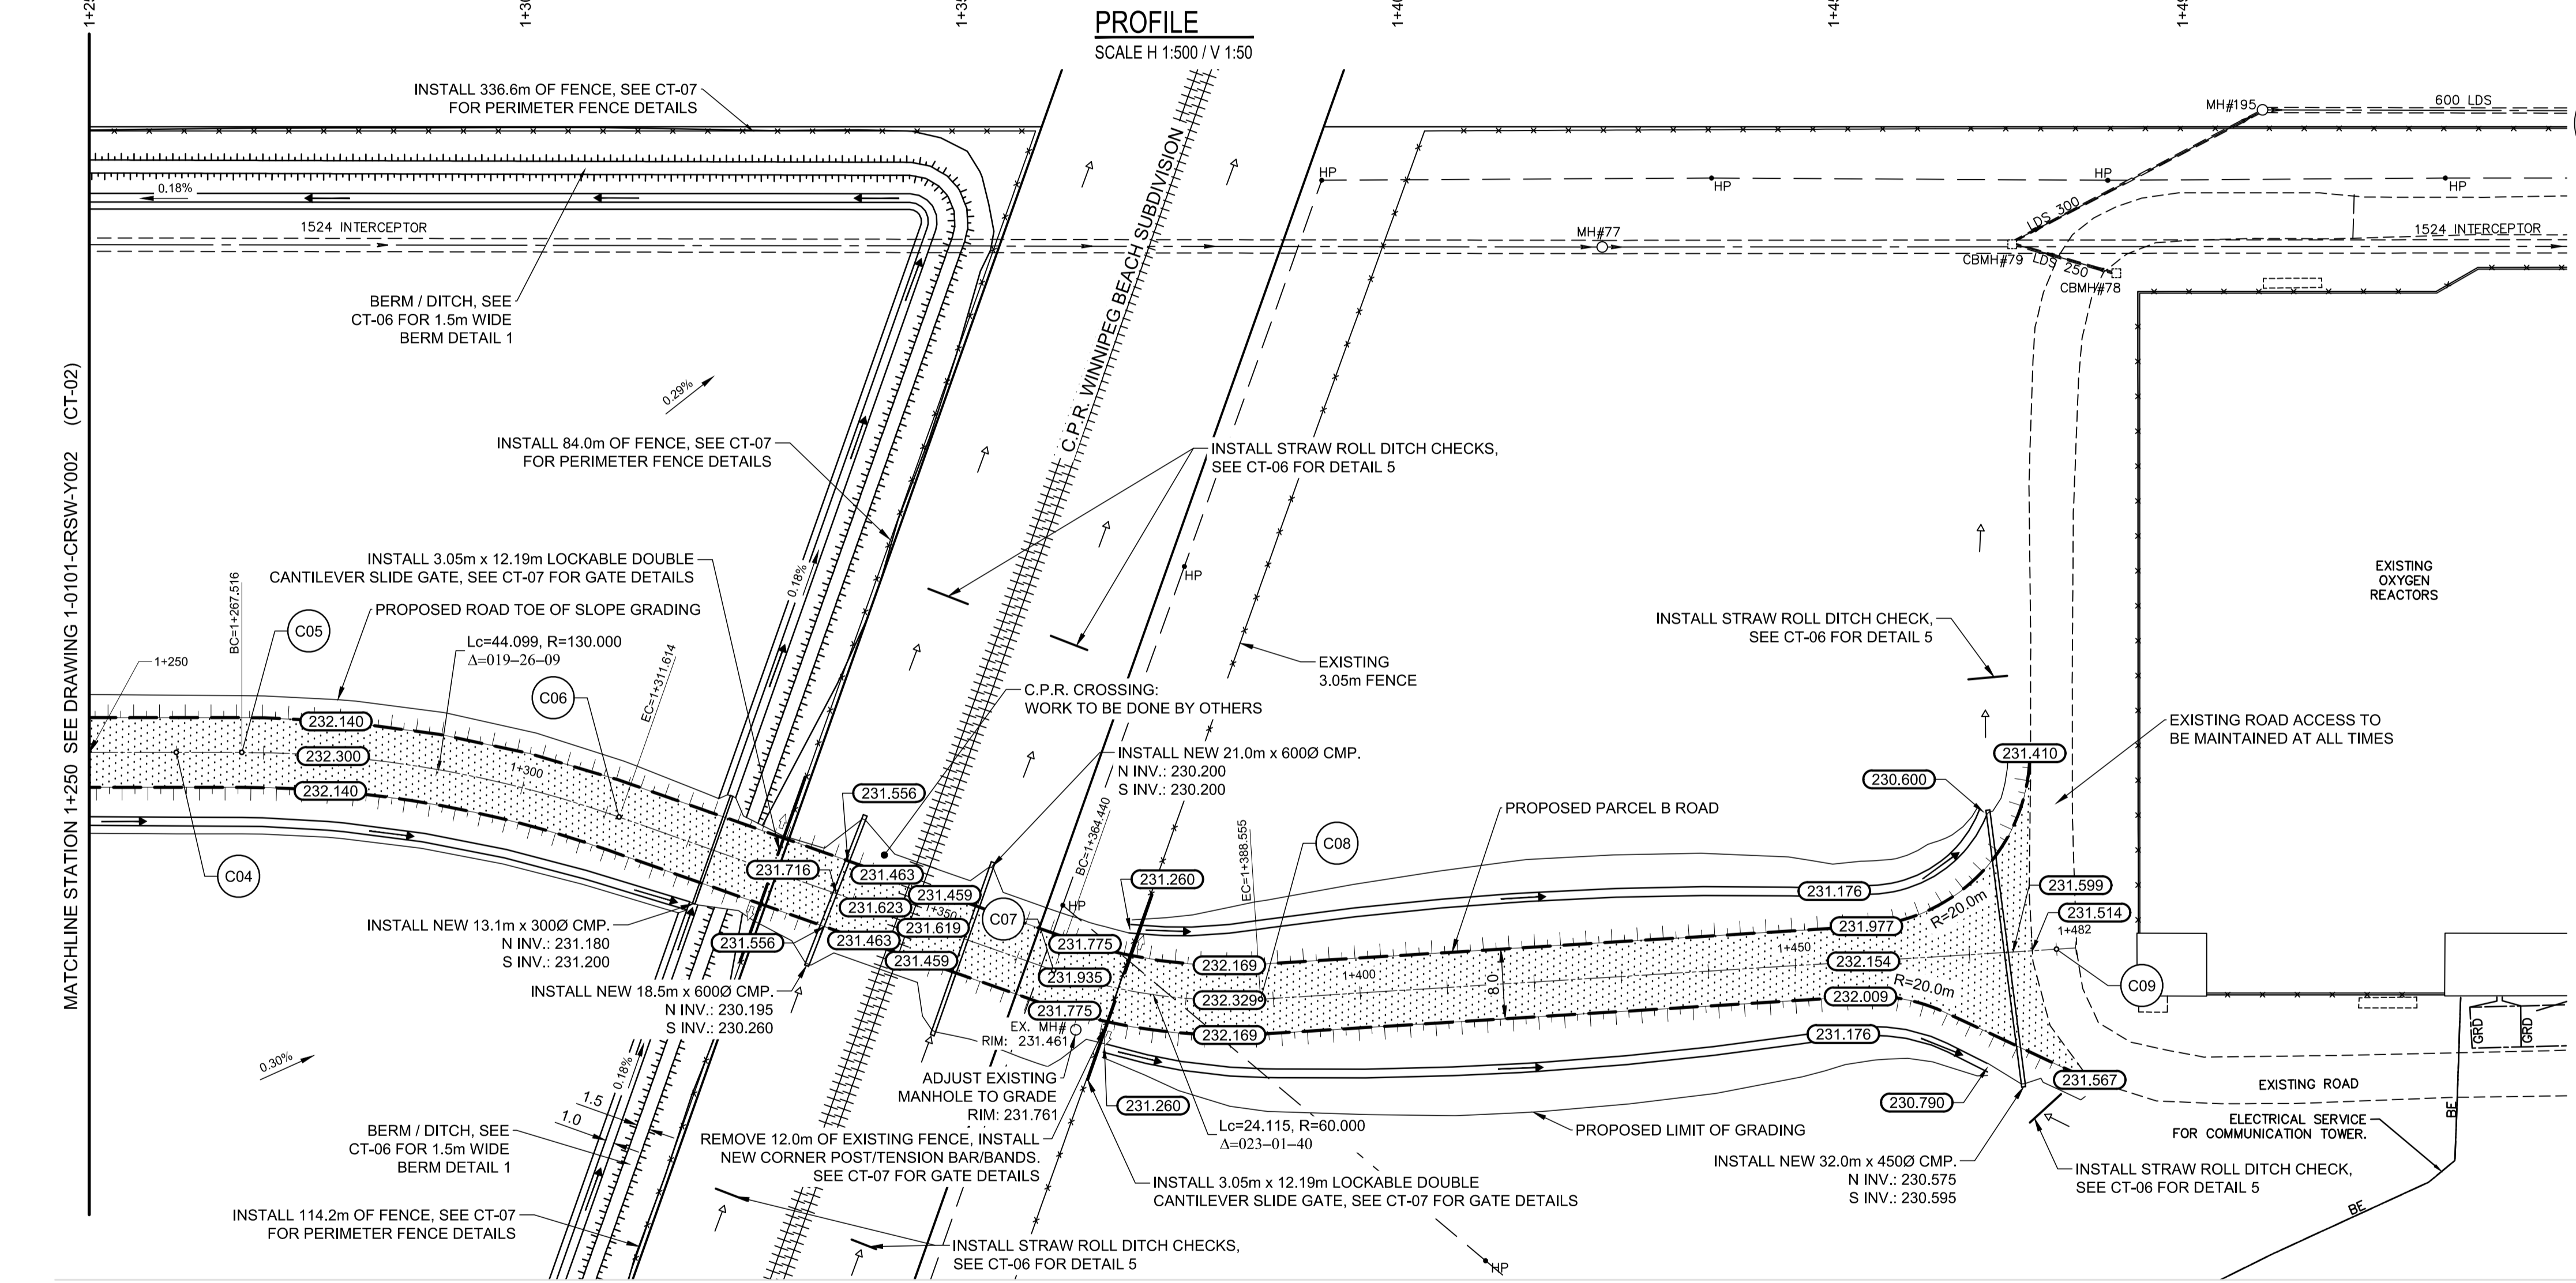 PROFILE
SCALE H 1:500 / V 1:50
INSTALL 336.6m OF FENCE, SEE CT-07
FOR PERIMETER FENCE DETAILS
MH#195
600 LDS
HP
HP
HP
HP
0.18%
1524 INTERCEPTOR
C.P.R. WINNIPEG BEACH SUBDIVISION
LDS 300
MH#77
1524 INTERCEPTOR
CBMH#79
LDS 250
CBMH#78
BERM / DITCH, SEE
CT-06 FOR 1.5m WIDE
BERM DETAIL 1
0.29%
MATCHLINE STATION 1+250 SEE DRAWING 1-0101-CRSW-Y002 (CT-02)
INSTALL 84.0m OF FENCE, SEE CT-07
FOR PERIMETER FENCE DETAILS
INSTALL STRAW ROLL DITCH CHECKS,
SEE CT-06 FOR DETAIL 5
INSTALL 3.05m x 12.19m LOCKABLE DOUBLE
CANTILEVER SLIDE GATE, SEE CT-07 FOR GATE DETAILS
0.18%
HP
EXISTING
OXYGEN
REACTORS
BC=1+267.516
C05
PROPOSED ROAD TOE OF SLOPE GRADING
Lc=44.099, R=130.000
Δ=019–26–09
1+250
C06
EC=1+311.614
INSTALL STRAW ROLL DITCH CHECK,
SEE CT-06 FOR DETAIL 5
EXISTING
3.05m FENCE
C.P.R. CROSSING:
WORK TO BE DONE BY OTHERS
232.140
232.300
232.140
1+300
INSTALL NEW 21.0m x 600Ø CMP.
N INV.: 230.200
S INV.: 230.200
EXISTING ROAD ACCESS TO
BE MAINTAINED AT ALL TIMES
231.410
230.600
231.556
PROPOSED PARCEL B ROAD
BC=1+364.440
EC=1+388.555
C08
C04
231.716
231.463
231.459
231.260
231.176
231.599
231.623
1+350
HP
C07
231.514
R=20.0m
INSTALL NEW 13.1m x 300Ø CMP.
N INV.: 231.180
S INV.: 231.200
231.556
231.463
231.619
231.459
231.775
231.977
1+482
1+450
232.169
231.935
232.154
1+400
8.0
C09
INSTALL NEW 18.5m x 600Ø CMP.
N INV.: 230.195
S INV.: 230.260
232.329
232.009
R=20.0m
231.775
EX. MH#
RIM: 231.461
232.169
231.176
GRD
GRD
0.30%
0.18%
1.5
1.0
ADJUST EXISTING
MANHOLE TO GRADE
RIM: 231.761
231.260
230.790
231.567
EXISTING ROAD
BERM / DITCH, SEE
CT-06 FOR 1.5m WIDE
BERM DETAIL 1
REMOVE 12.0m OF EXISTING FENCE, INSTALL
NEW CORNER POST/TENSION BAR/BANDS.
SEE CT-07 FOR GATE DETAILS
Lc=24.115, R=60.000
Δ=023–01–40
PROPOSED LIMIT OF GRADING
ELECTRICAL SERVICE
FOR COMMUNICATION TOWER.
BE
INSTALL NEW 32.0m x 450Ø CMP.
N INV.: 230.575
S INV.: 230.595
INSTALL STRAW ROLL DITCH CHECK,
SEE CT-06 FOR DETAIL 5
INSTALL 3.05m x 12.19m LOCKABLE DOUBLE
CANTILEVER SLIDE GATE, SEE CT-07 FOR GATE DETAILS
BE
INSTALL 114.2m OF FENCE, SEE CT-07
FOR PERIMETER FENCE DETAILS
INSTALL STRAW ROLL DITCH CHECKS,
SEE CT-06 FOR DETAIL 5
HP